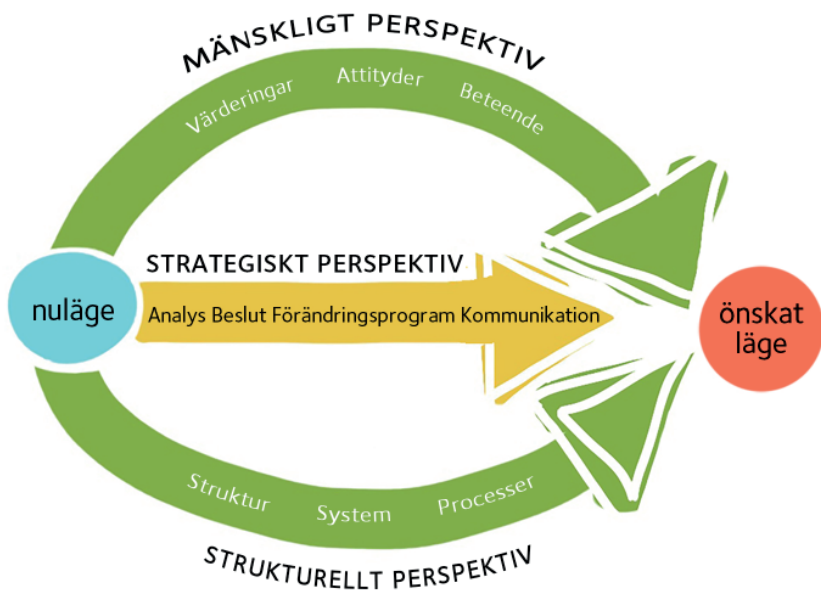 MÄNSKLIGT PERSPEKTIV
Värderingar Attityder Beteende
STRATEGISKT PERSPEKTIV
nuläge
Analys Beslut Förändringsprogram Kommunikation
önskat
läge
Struktur System Processer
STRUKTURELLT PERSPEKTIV